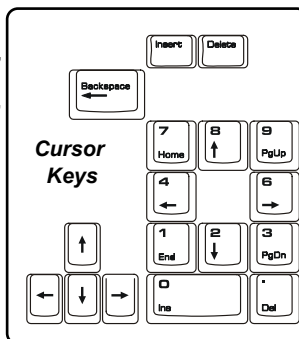 Insert Delete
Backspace
←
Cursor
Keys
7 8 9
Home ↑ PgUp
4 6
← →
1 2 3
End ↓ PgDn
↑
0 .
Ins Del
← ↓ →